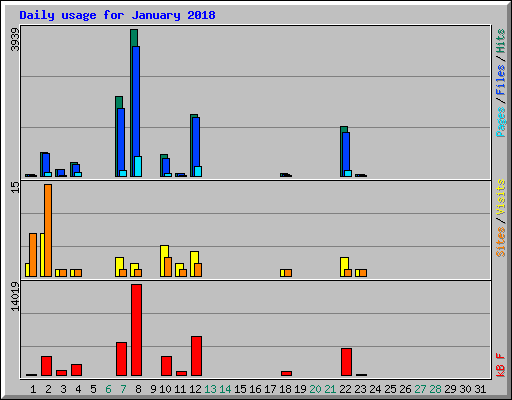 Daily usage for January 2018
3939
Pages/Files/Hits
15
Sites/Visits
14019
kB F
1 2 3 4 5 6 7 8 9 10 11 12 13 14 15 16 17 18 19 20 21 22 23 24 25 26 27 28 29 30 31